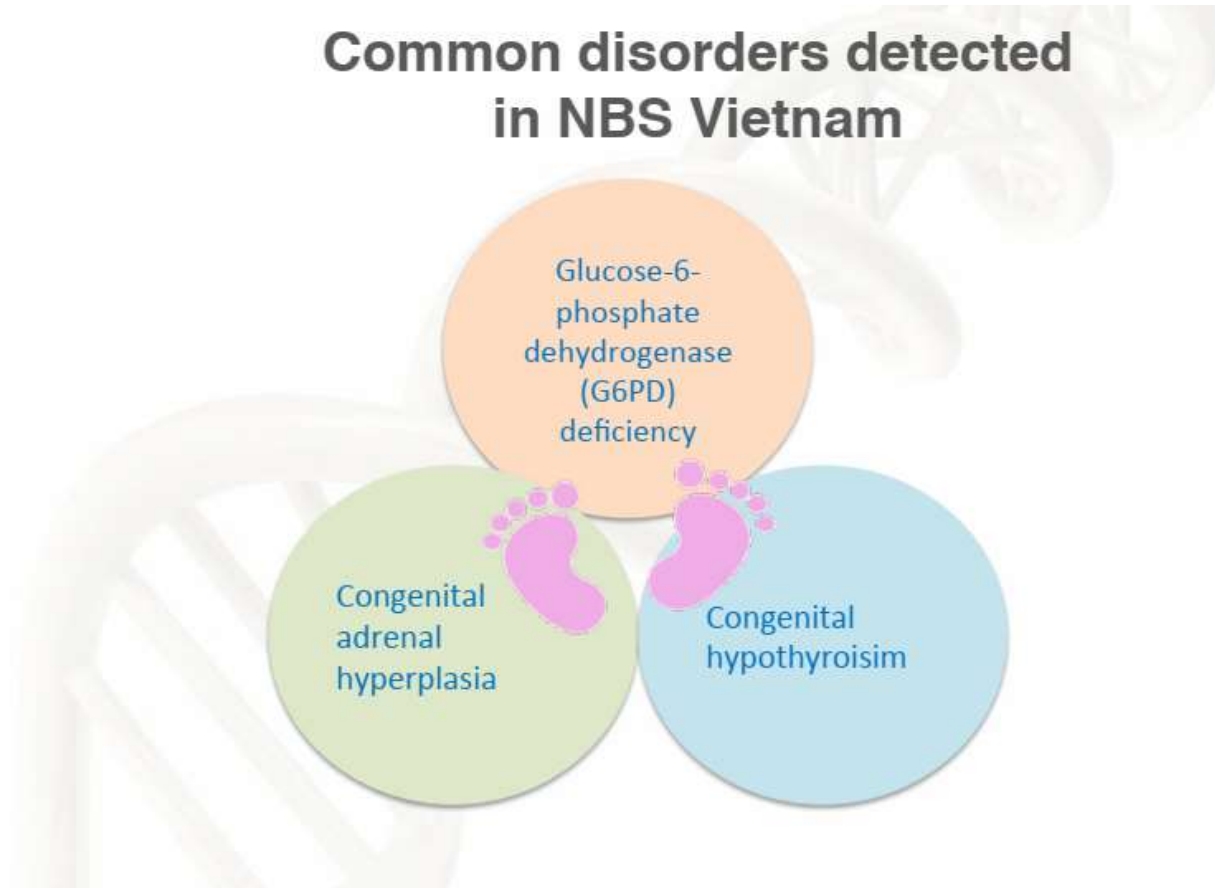 Common disorders detected
in NBS Vietnam
Glucose-6-
phosphate
dehydrogenase
(G6PD)
deficiency
Congenital
adrenal
hyperplasia
Congenital
hypothyroisim